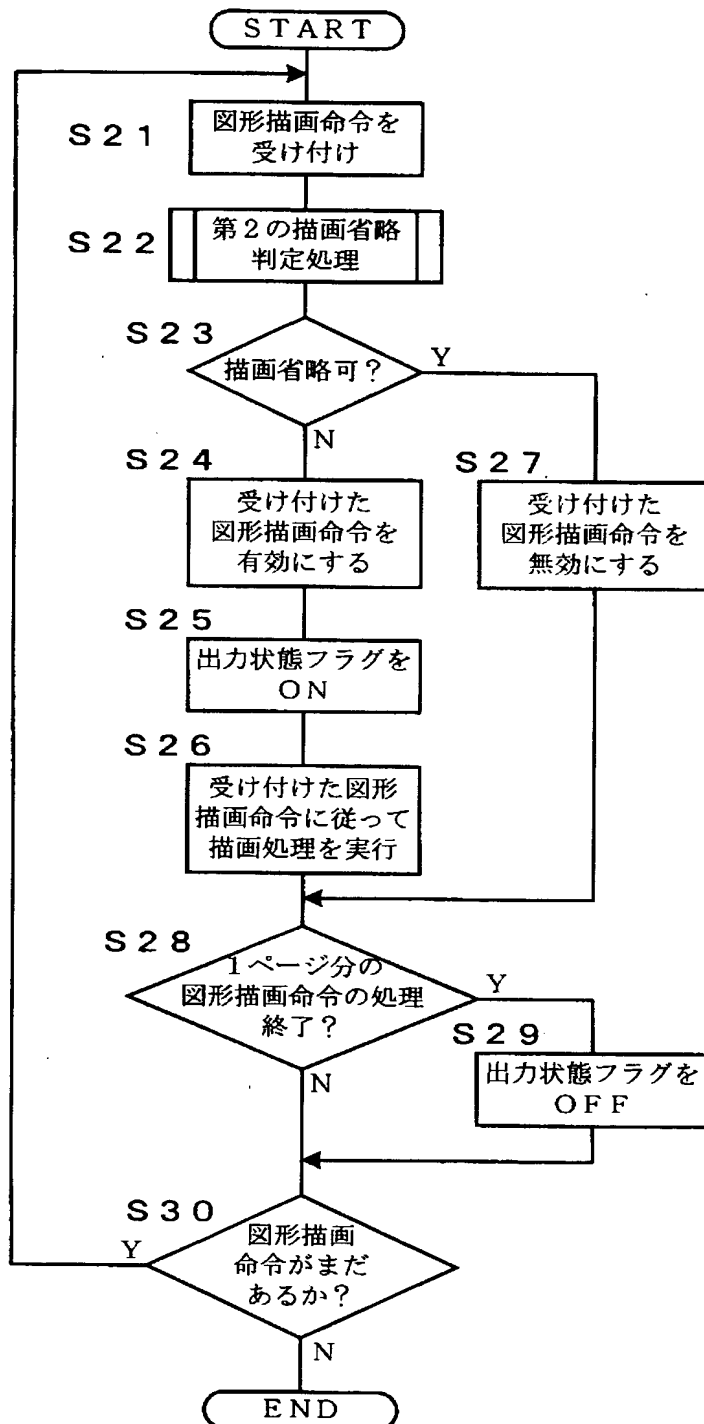 START
S21
図形描画命令を
受け付け
S22
第2の描画省略
判定処理
S23
描画省略可?
Y
N
S24
受け付けた
図形描画命令を
有効にする
S27
受け付けた
図形描画命令を
無効にする
S25
出力状態フラグを
ON
S26
受け付けた図形
描画命令に従って
描画処理を実行
S28
1ページ分の
図形描画命令の処理
終了?
Y
N
S29
出力状態フラグを
OFF
S30
図形描画
命令がまだ
あるか?
Y
N
END